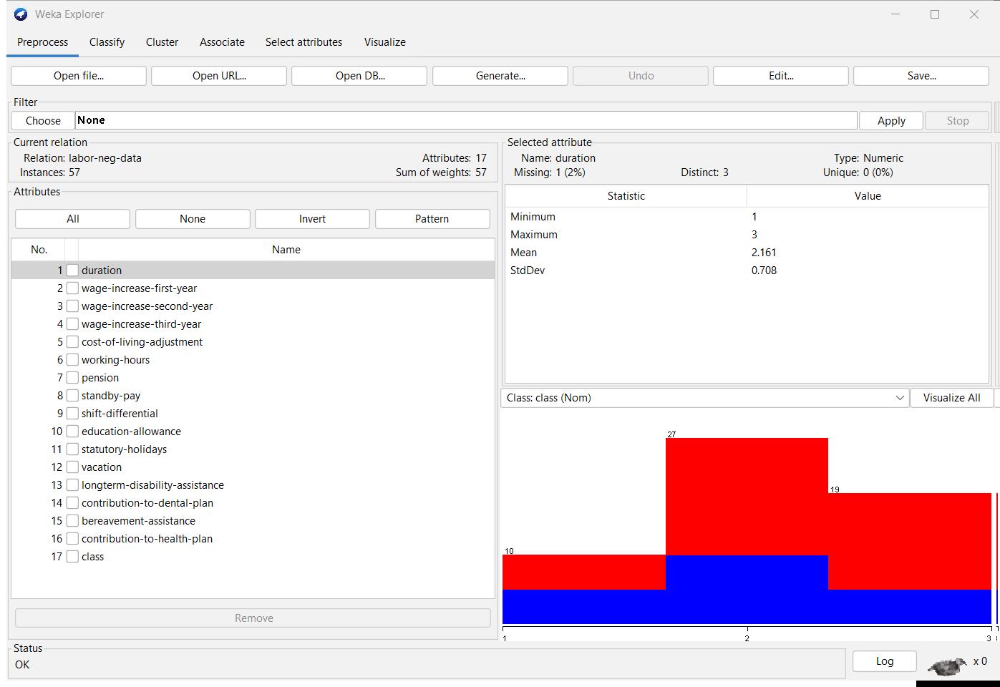 Weka Explorer
Preprocess Classify Cluster Associate Select attributes Visualize
Open file... Open URL... Open DB... Generate... Undo Edit... Save...
Filter
Choose None Apply Stop
Current relation
Relation: labor-neg-data Attributes: 17
Instances: 57 Sum of weights: 57
Attributes
All None Invert Pattern
No. Name
1 duration
2 wage-increase-first-year
3 wage-increase-second-year
4 wage-increase-third-year
5 cost-of-living-adjustment
6 working-hours
7 pension
8 standby-pay
9 shift-differential
10 education-allowance
11 statutory-holidays
12 vacation
13 longterm-disability-assistance
14 contribution-to-dental-plan
15 bereavement-assistance
16 contribution-to-health-plan
17 class
Remove
Selected attribute
Name: duration Type: Numeric
Missing: 1 (2%) Distinct: 3 Unique: 0 (0%)
Statistic Value
Minimum 1
Maximum 3
Mean 2.161
StdDev 0.708
Class: class (Nom) Visualize All
27
19
10
1 2 3
Status
OK
Log x 0